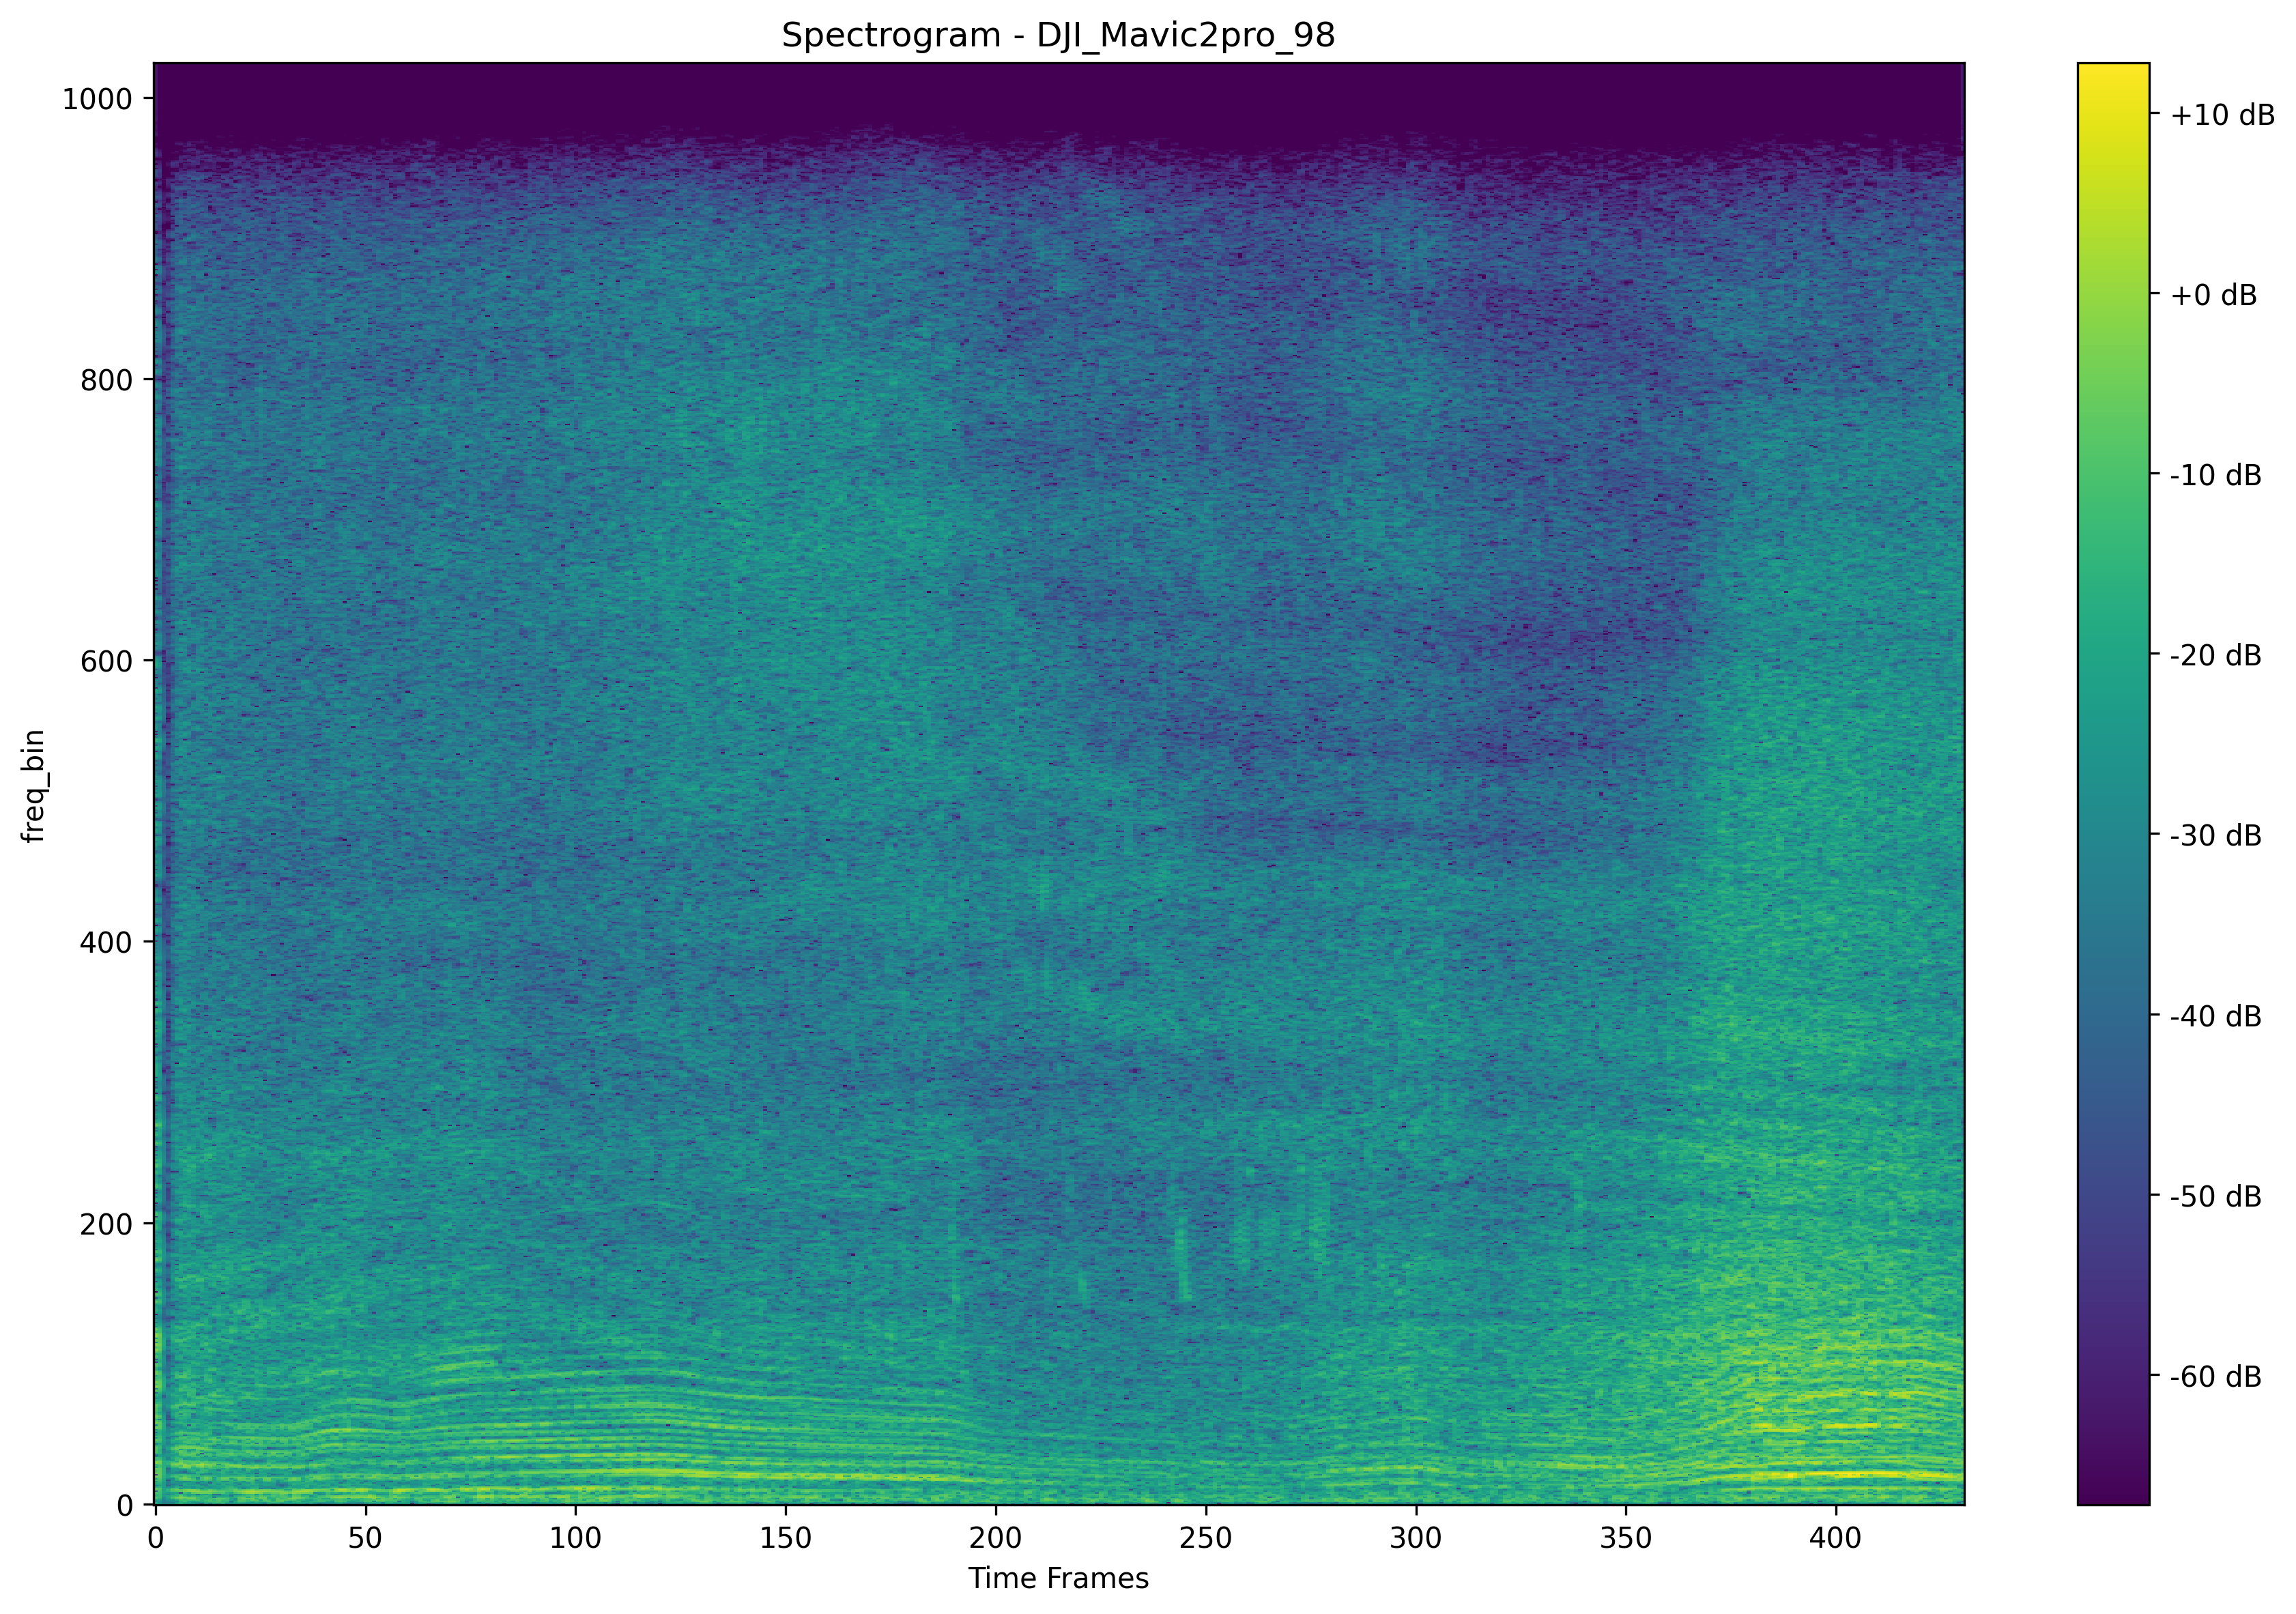 Spectrogram - DJI_Mavic2pro_98
1000
800
600
400
200
0
freq_bin
0 50 100 150 200 250 300 350 400
Time Frames
+10 dB
+0 dB
-10 dB
-20 dB
-30 dB
-40 dB
-50 dB
-60 dB